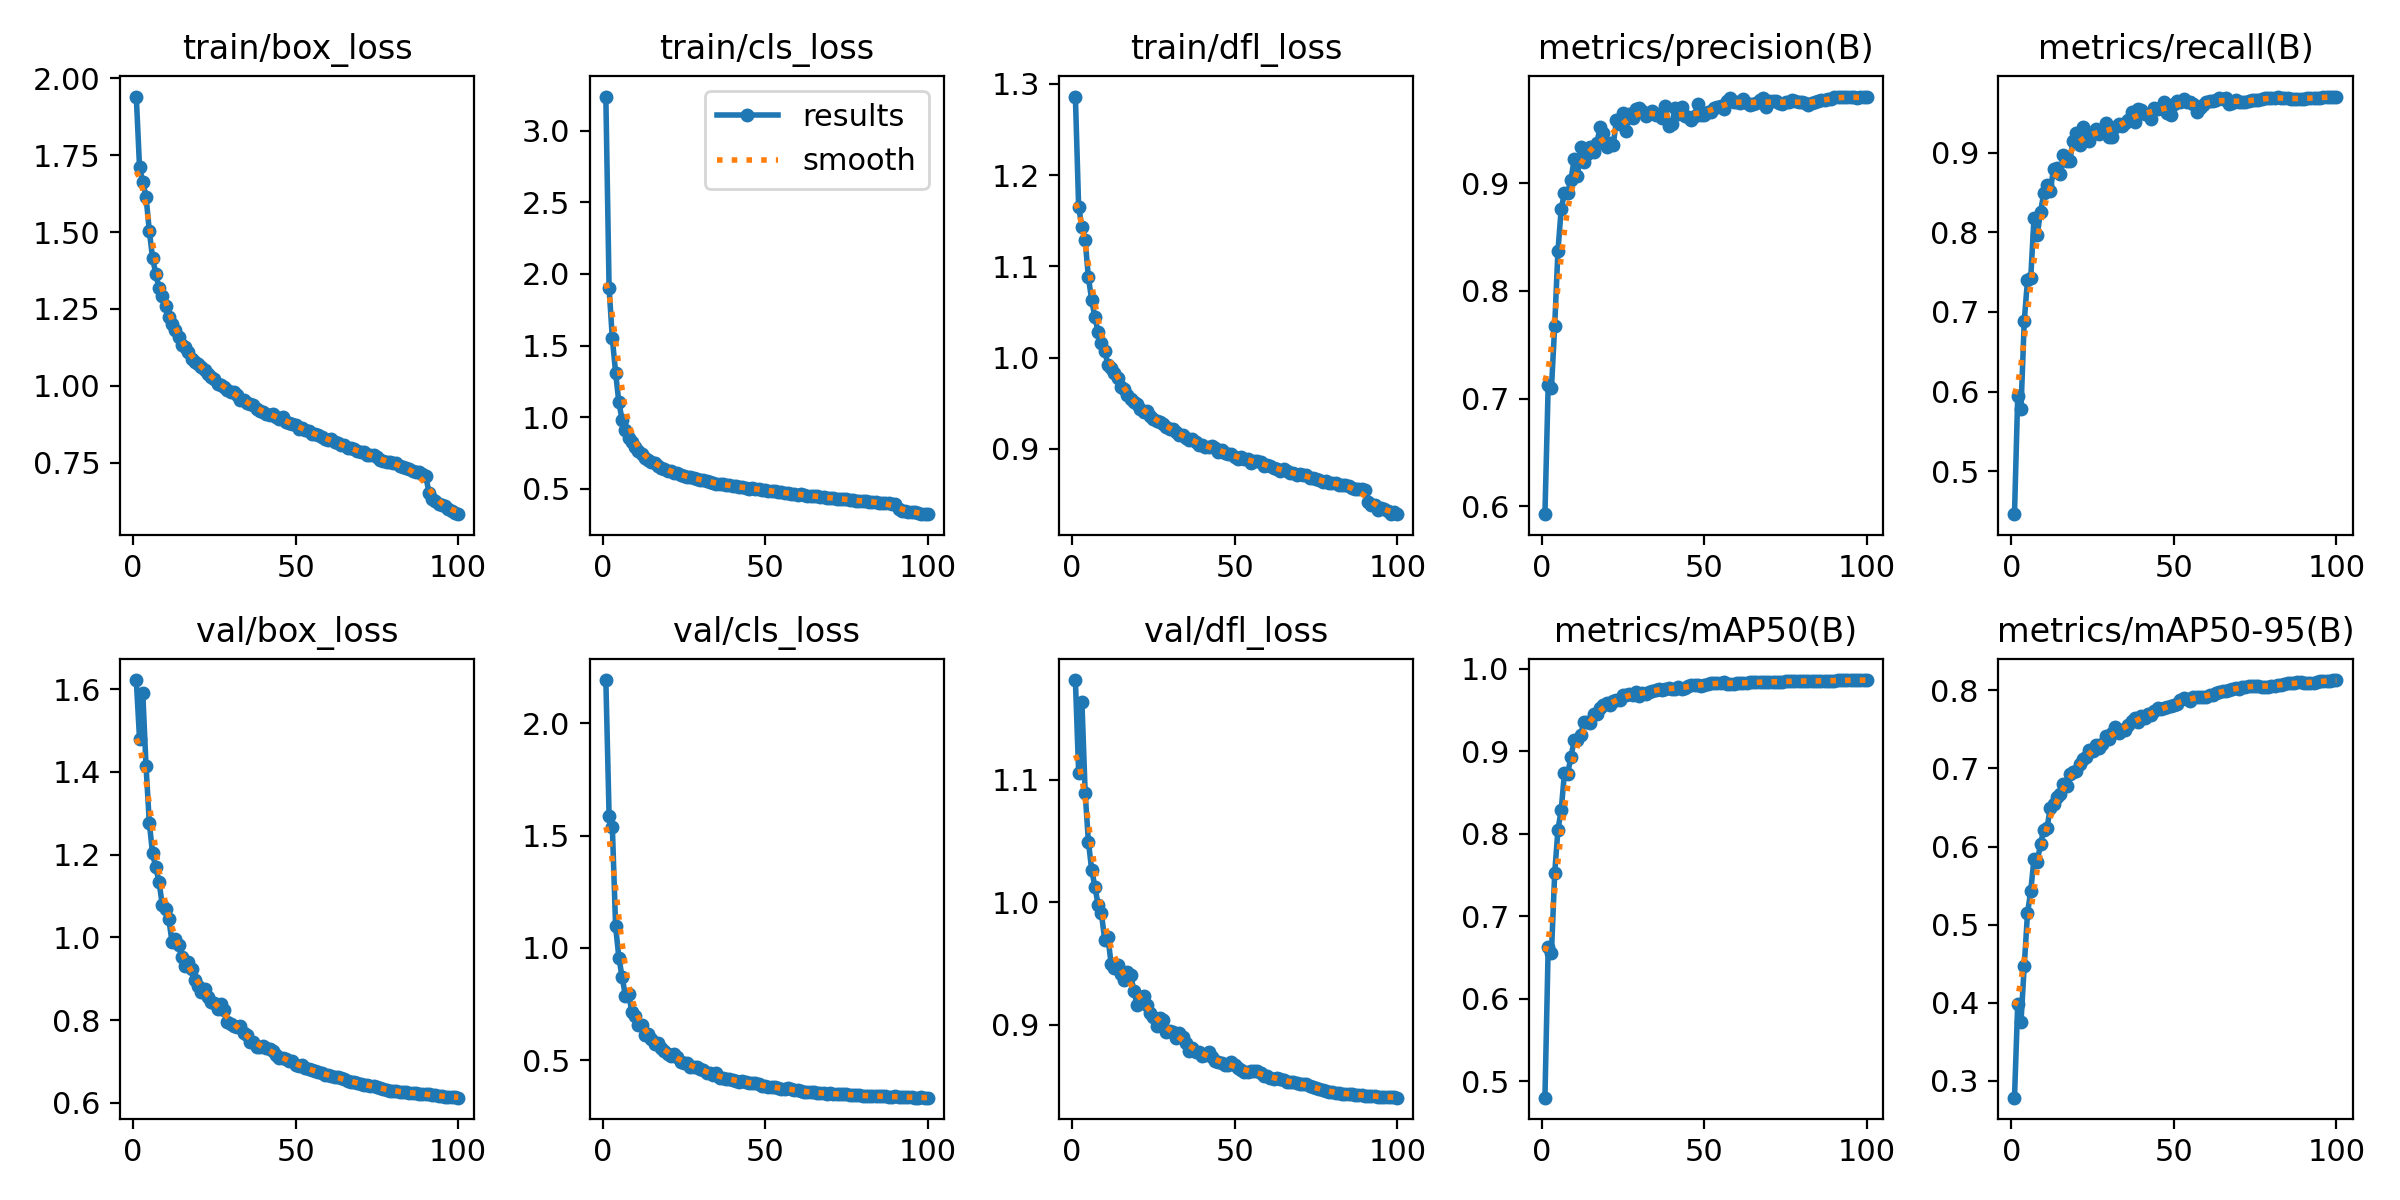 train/box_loss
2.00
1.75
1.50
1.25
1.00
0.75
0 50 100
train/cls_loss
results
smooth
3.0
2.5
2.0
1.5
1.0
0.5
0 50 100
train/dfl_loss
1.3
1.2
1.1
1.0
0.9
0 50 100
metrics/precision(B)
0.9
0.8
0.7
0.6
0 50 100
metrics/recall(B)
0.9
0.8
0.7
0.6
0.5
0 50 100
val/box_loss
1.6
1.4
1.2
1.0
0.8
0.6
0 50 100
val/cls_loss
2.0
1.5
1.0
0.5
0 50 100
val/dfl_loss
1.1
1.0
0.9
0 50 100
metrics/mAP50(B)
1.0
0.9
0.8
0.7
0.6
0.5
0 50 100
metrics/mAP50-95(B)
0.8
0.7
0.6
0.5
0.4
0.3
0 50 100